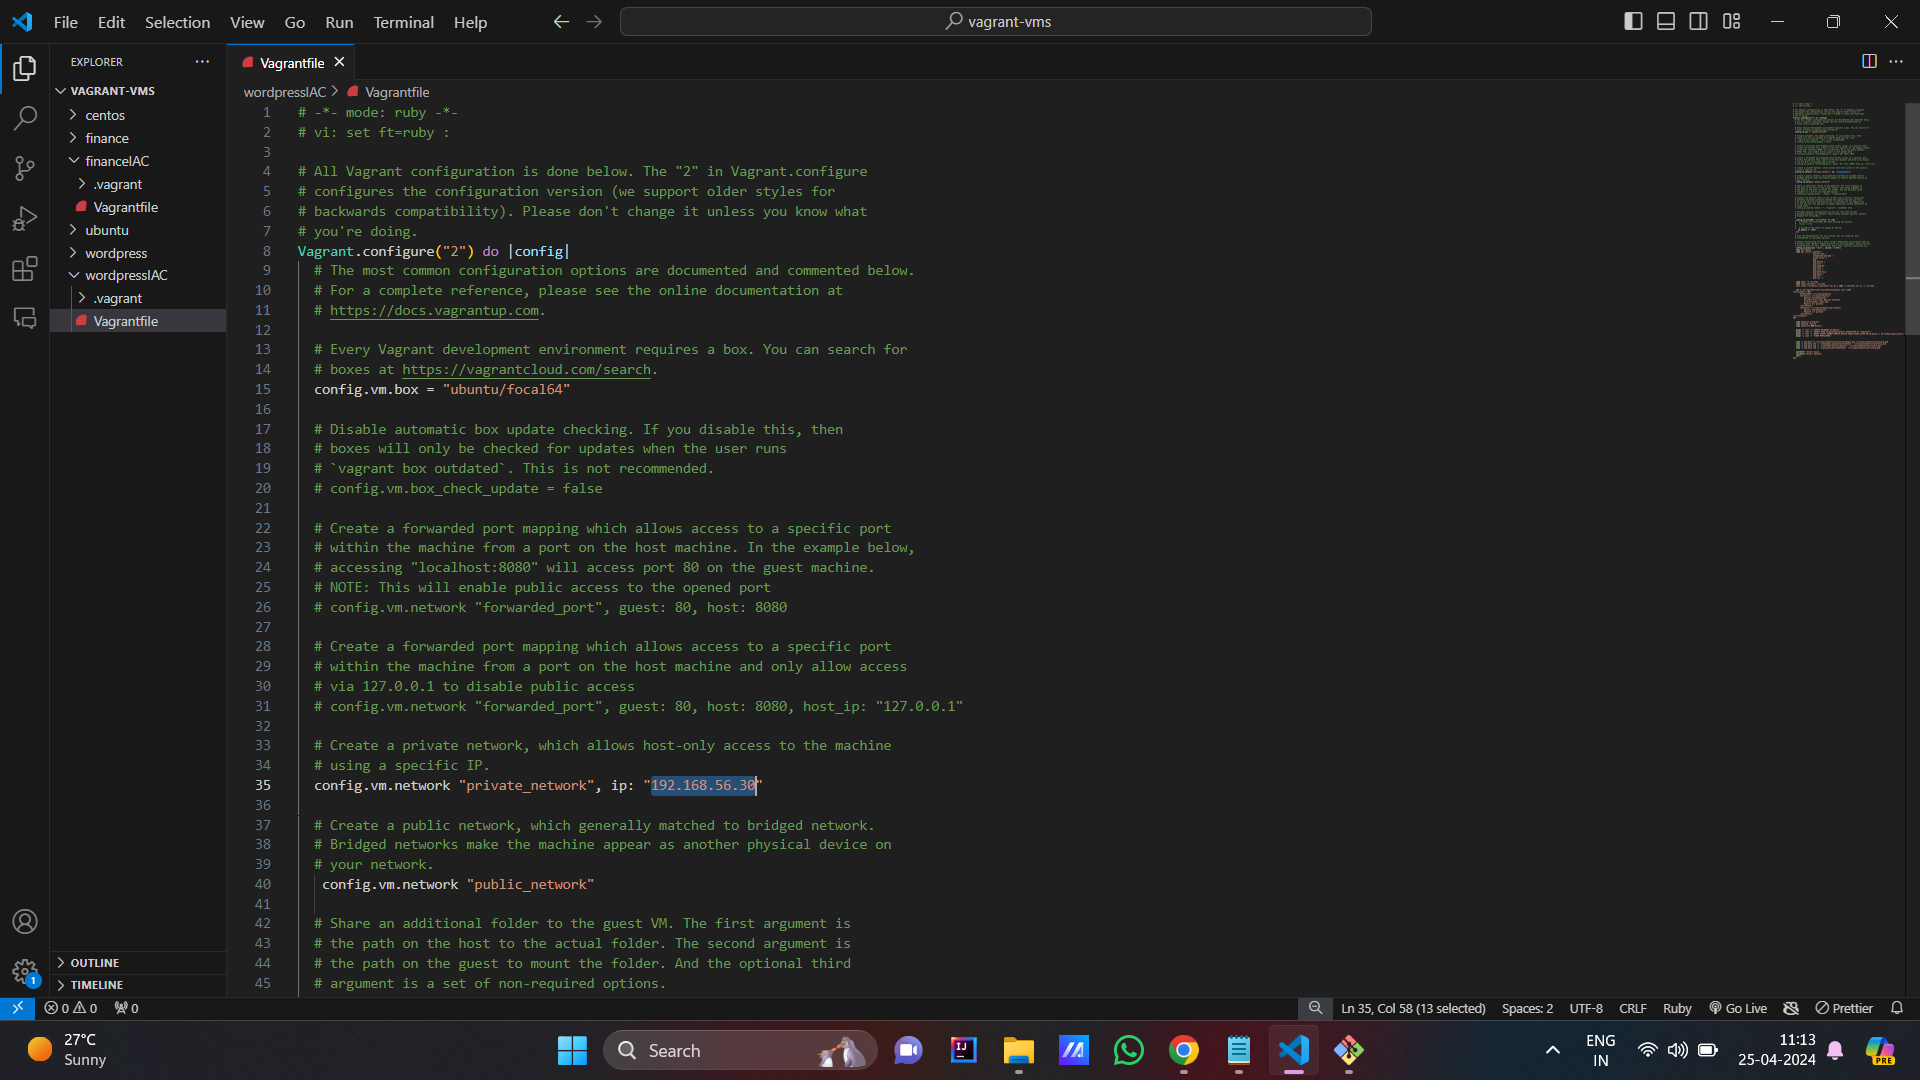 File Edit Selection View Go Run Terminal Help
vagrant-vms
EXPLORER
VAGRANT-VMS
centos
finance
financeIAC
.vagrant
Vagrantfile
ubuntu
wordpress
wordpressIAC
.vagrant
Vagrantfile
OUTLINE
TIMELINE
Vagrantfile
wordpressIAC > Vagrantfile
1 # -*- mode: ruby -*-
2 # vi: set ft=ruby :
3
4 # All Vagrant configuration is done below. The "2" in Vagrant.configure
5 # configures the configuration version (we support older styles for
6 # backwards compatibility). Please don't change it unless you know what
7 # you're doing.
8 Vagrant.configure("2") do |config|
9 # The most common configuration options are documented and commented below.
10 # For a complete reference, please see the online documentation at
11 # https://docs.vagrantup.com.
12
13 # Every Vagrant development environment requires a box. You can search for
14 # boxes at https://vagrantcloud.com/search.
15 config.vm.box = "ubuntu/focal64"
16
17 # Disable automatic box update checking. If you disable this, then
18 # boxes will only be checked for updates when the user runs
19 # `vagrant box outdated`. This is not recommended.
20 # config.vm.box_check_update = false
21
22 # Create a forwarded port mapping which allows access to a specific port
23 # within the machine from a port on the host machine. In the example below,
24 # accessing "localhost:8080" will access port 80 on the guest machine.
25 # NOTE: This will enable public access to the opened port
26 # config.vm.network "forwarded_port", guest: 80, host: 8080
27
28 # Create a forwarded port mapping which allows access to a specific port
29 # within the machine from a port on the host machine and only allow access
30 # via 127.0.0.1 to disable public access
31 # config.vm.network "forwarded_port", guest: 80, host: 8080, host_ip: "127.0.0.1"
32
33 # Create a private network, which allows host-only access to the machine
34 # using a specific IP.
35 config.vm.network "private_network", ip: "192.168.56.30"
36
37 # Create a public network, which generally matched to bridged network.
38 # Bridged networks make the machine appear as another physical device on
39 # your network.
40 config.vm.network "public_network"
41
42 # Share an additional folder to the guest VM. The first argument is
43 # the path on the host to the actual folder. The second argument is
44 # the path on the guest to mount the folder. And the optional third
45 # argument is a set of non-required options.
1
0 0 0
Ln 35, Col 58 (13 selected) Spaces: 2 UTF-8 CRLF Ruby Go Live Prettier
27°C
Sunny
Search
IJ
ENG
IN
11:13
25-04-2024
PRE